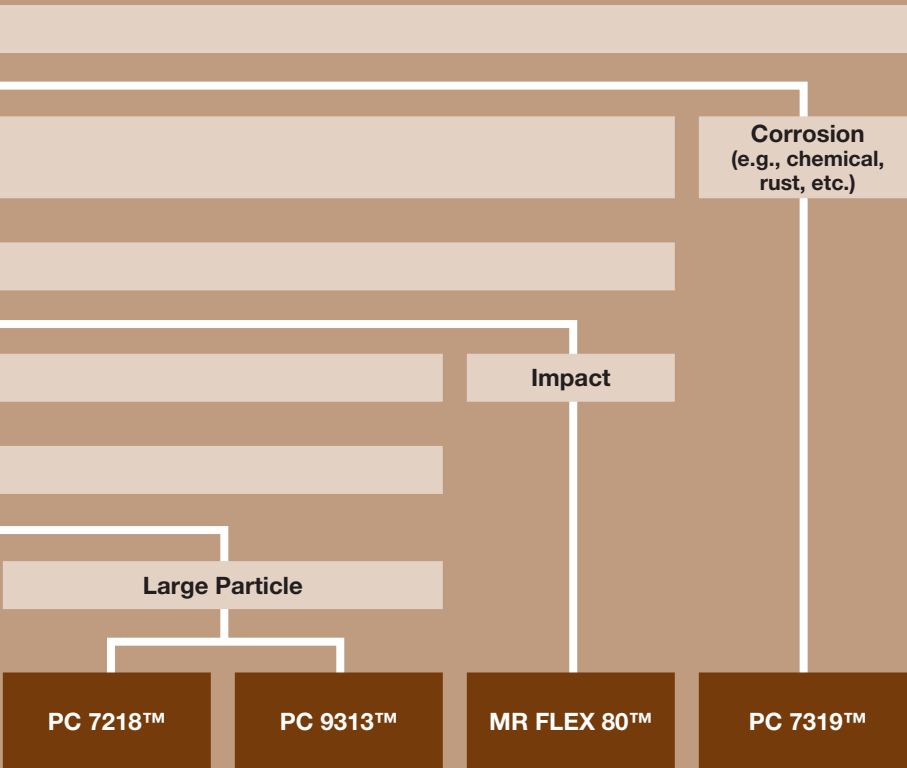 Corrosion
(e.g., chemical,
rust, etc.)
Impact
Large Particle
PC 7218™
PC 9313™
MR FLEX 80™
PC 7319™